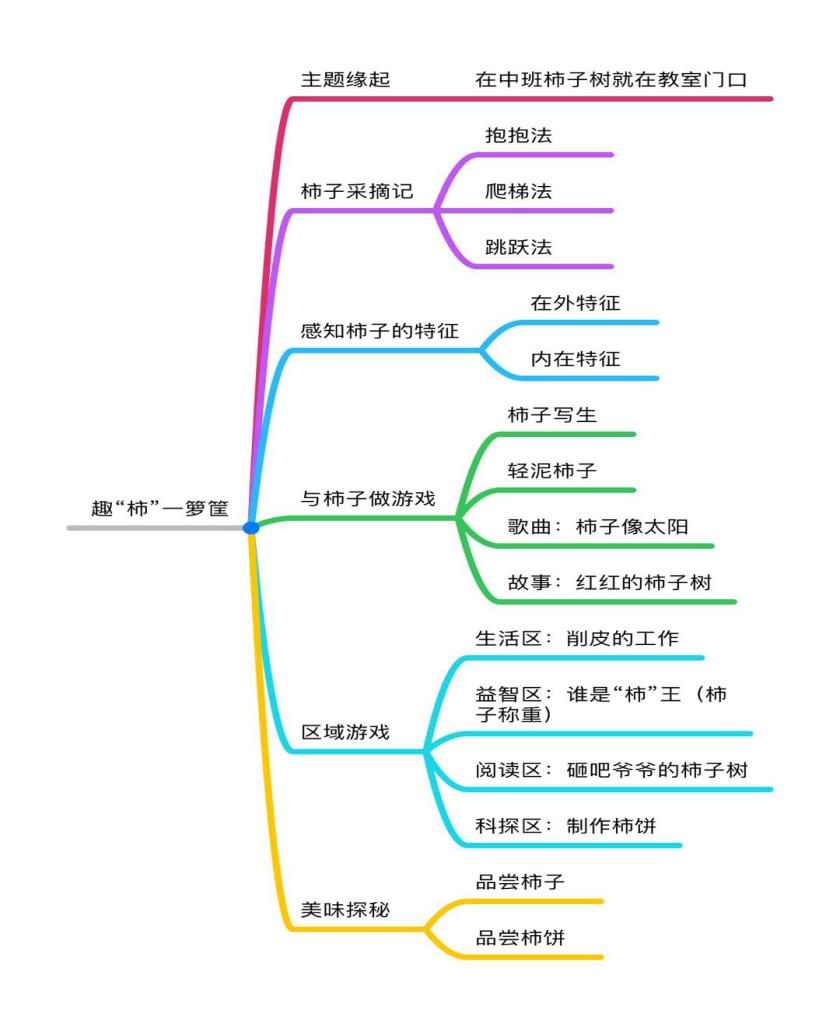 主题缘起
在中班柿子树就在教室门口
抱抱法
柿子采摘记
爬梯法
跳跃法
在外特征
感知柿子的特征
内在特征
柿子写生
轻泥柿子
趣“柿”一箩筐
与柿子做游戏
歌曲：柿子像太阳
故事：红红的柿子树
生活区：削皮的工作
益智区：谁是“柿”王（柿
子称重）
区域游戏
阅读区：砸吧爷爷的柿子树
科探区：制作柿饼
品尝柿子
美味探秘
品尝柿饼